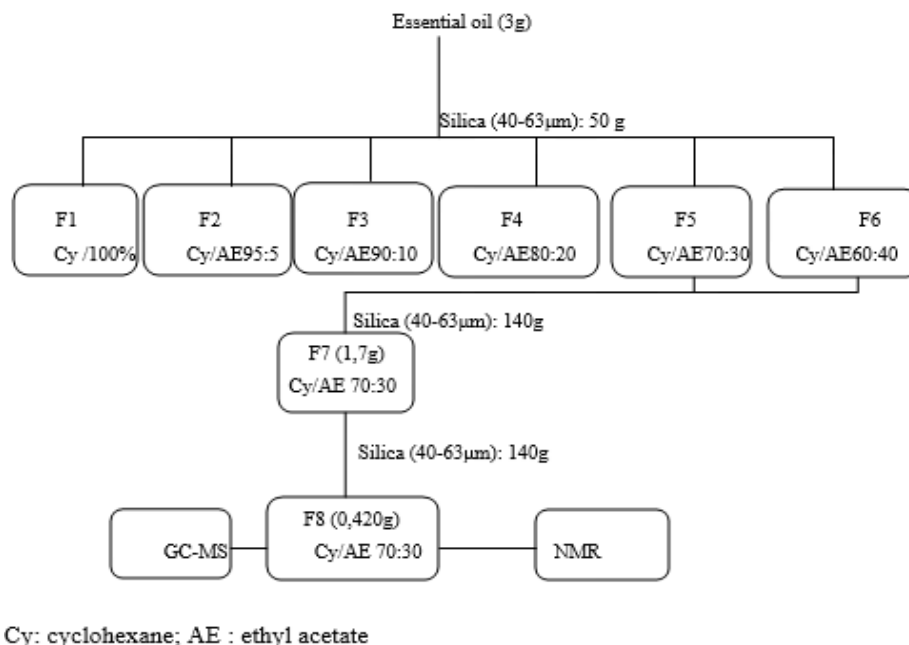 Essential oil (3g)
Silica (40-63µm): 50 g
F1
Cy /100%
F2
Cy/AE95:5
F3
Cy/AE90:10
F4
Cy/AE80:20
F5
Cy/AE70:30
F6
Cy/AE60:40
Silica (40-63µm): 140g
F7 (1,7g)
Cy/AE 70:30
Silica (40-63µm): 140g
GC-MS
F8 (0,420g)
Cy/AE 70:30
NMR
Cy: cyclohexane; AE : ethyl acetate